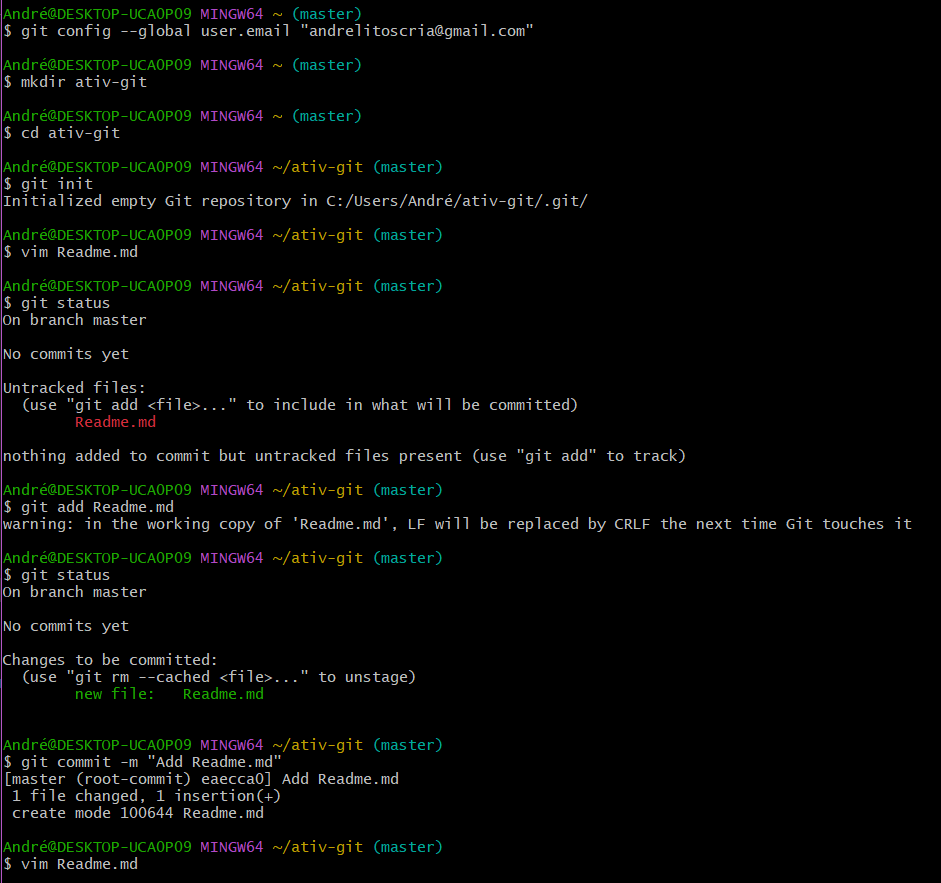 André@DESKTOP-UCA0PO9 MINGW64 ~ (master)
$ git config --global user.email "andrelitoscria@gmail.com"
André@DESKTOP-UCA0PO9 MINGW64 ~ (master)
$ mkdir ativ-git
André@DESKTOP-UCA0PO9 MINGW64 ~ (master)
$ cd ativ-git
André@DESKTOP-UCA0PO9 MINGW64 ~/ativ-git (master)
$ git init
Initialized empty Git repository in C:/Users/André/ativ-git/.git/
André@DESKTOP-UCA0PO9 MINGW64 ~/ativ-git (master)
$ vim Readme.md
André@DESKTOP-UCA0PO9 MINGW64 ~/ativ-git (master)
$ git status
On branch master
No commits yet
Untracked files:
  (use "git add <file>..." to include in what will be committed)
        Readme.md
nothing added to commit but untracked files present (use "git add" to track)
André@DESKTOP-UCA0PO9 MINGW64 ~/ativ-git (master)
$ git add Readme.md
warning: in the working copy of 'Readme.md', LF will be replaced by CRLF the next time Git touches it
André@DESKTOP-UCA0PO9 MINGW64 ~/ativ-git (master)
$ git status
On branch master
No commits yet
Changes to be committed:
  (use "git rm --cached <file>..." to unstage)
        new file:   Readme.md
André@DESKTOP-UCA0PO9 MINGW64 ~/ativ-git (master)
$ git commit -m "Add Readme.md"
[master (root-commit) eaecca0] Add Readme.md
 1 file changed, 1 insertion(+)
 create mode 100644 Readme.md
André@DESKTOP-UCA0PO9 MINGW64 ~/ativ-git (master)
$ vim Readme.md